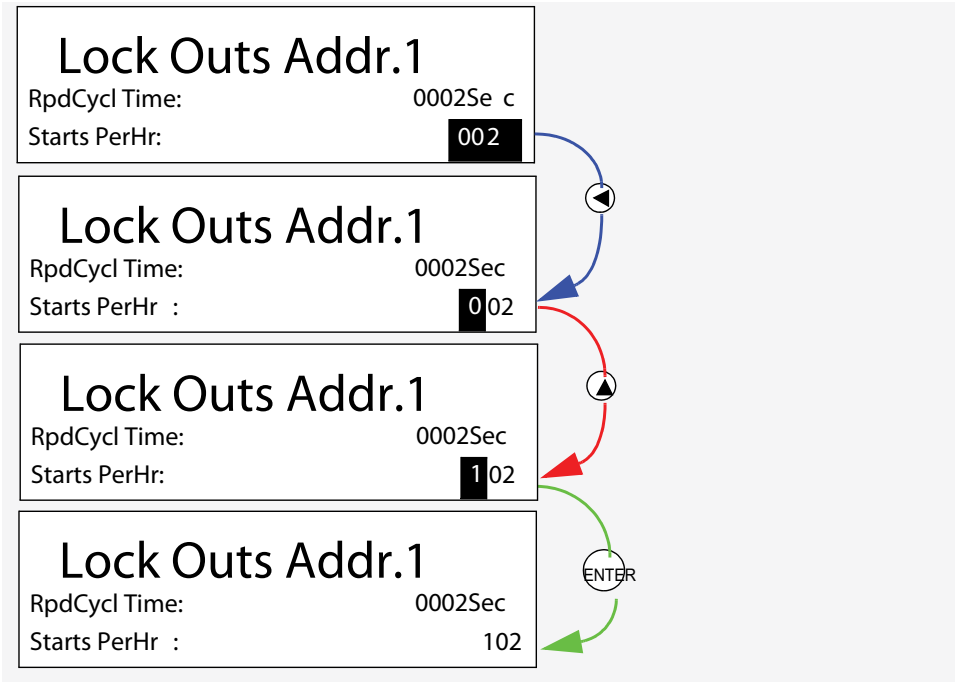 Lock Outs Addr.1
RpdCycl Time: 0002Se c
Starts PerHr: 002
Lock Outs Addr.1
RpdCycl Time: 0002Sec
Starts PerHr : 002
Lock Outs Addr.1
RpdCycl Time: 0002Sec
Starts PerHr: 102
ENTER
Lock Outs Addr.1
RpdCycl Time: 0002Sec
Starts PerHr : 102